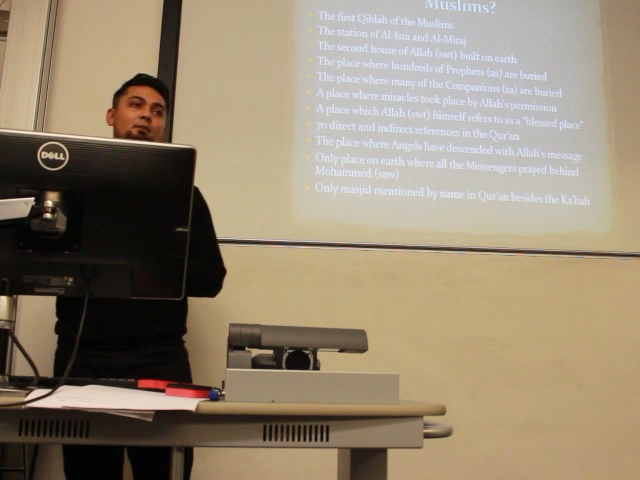 Muslims?
The first Qiblah of the Muslims
The station of Al-Isra and Al-Miraj
The second house of Allah (swt) built on earth
The place where hundreds of Prophets (as) are buried
The place where many of the Companions (ra) are buried
A place where miracles took place by Allah's permission
A place which Allah (swt) himself refers to as a "blessed place"
70 direct and indirect references in the Qur'an
The place where Angels have descended with Allah's message
Only place on earth where all the Messengers prayed behind
Mohammed (saw)
Only masjid mentioned by name in Qur'an besides the Ka'bah
DELL